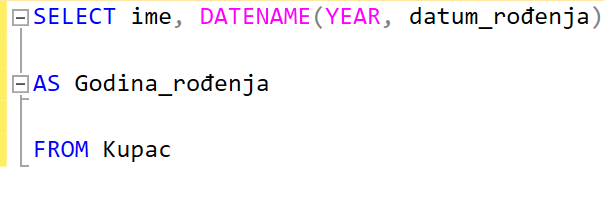 SELECT ime, DATENAME(YEAR, datum_rođenja)
AS Godina_rođenja
FROM Kupac